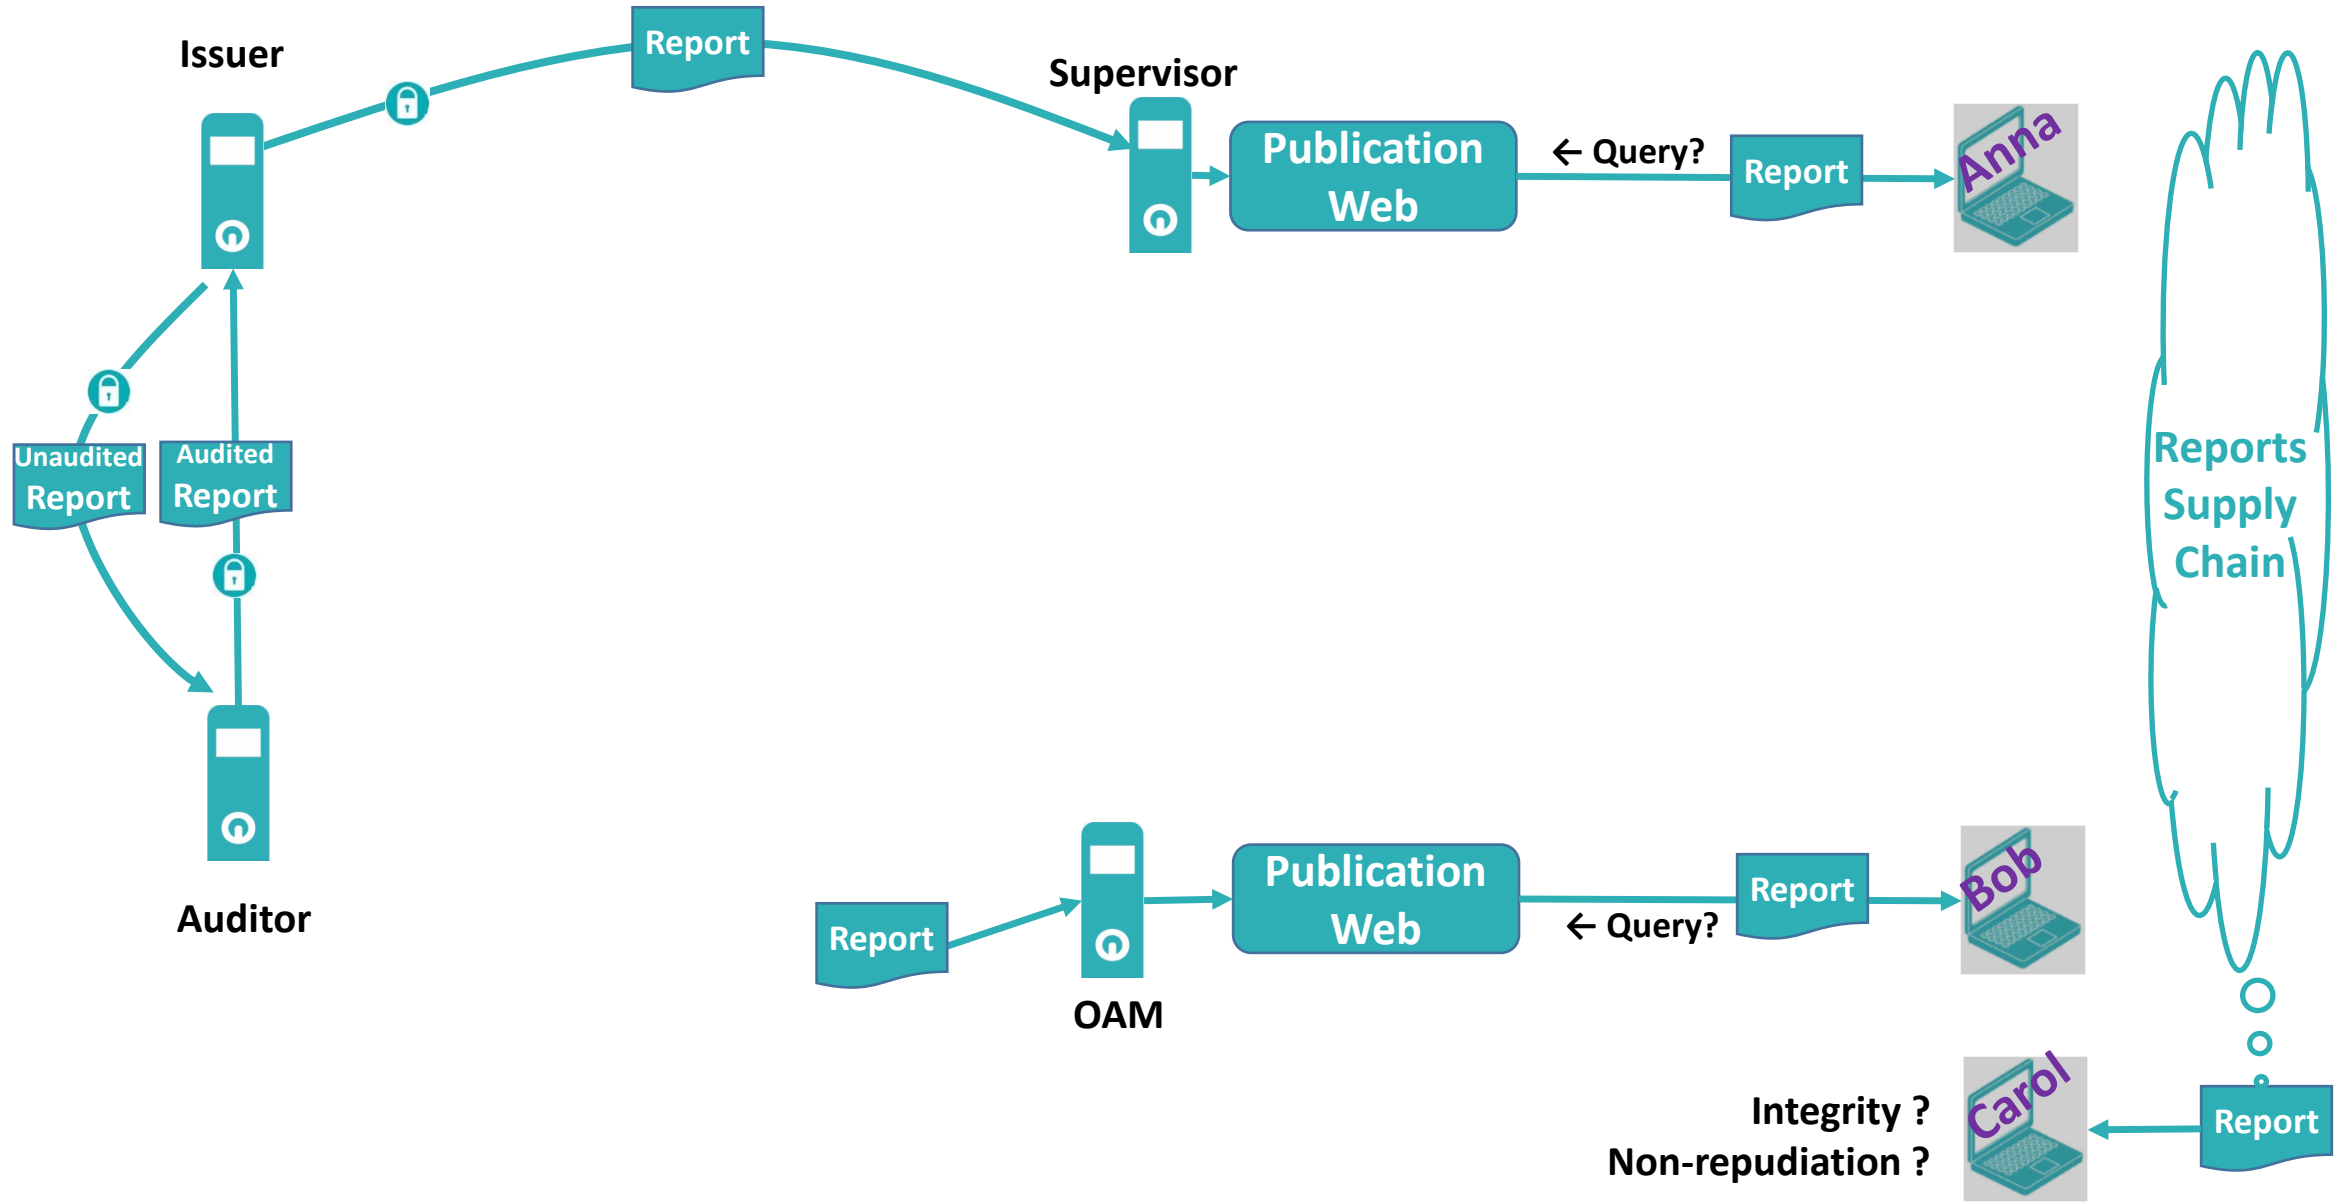 Issuer
Report
Supervisor
Publication
Web
← Query?
Report
Anna
Unaudited
Report
Audited
Report
Reports
Supply
Chain
Auditor
Report
OAM
Publication
Web
← Query?
Report
Bob
Integrity ?
Non-repudiation ?
Carol
Report